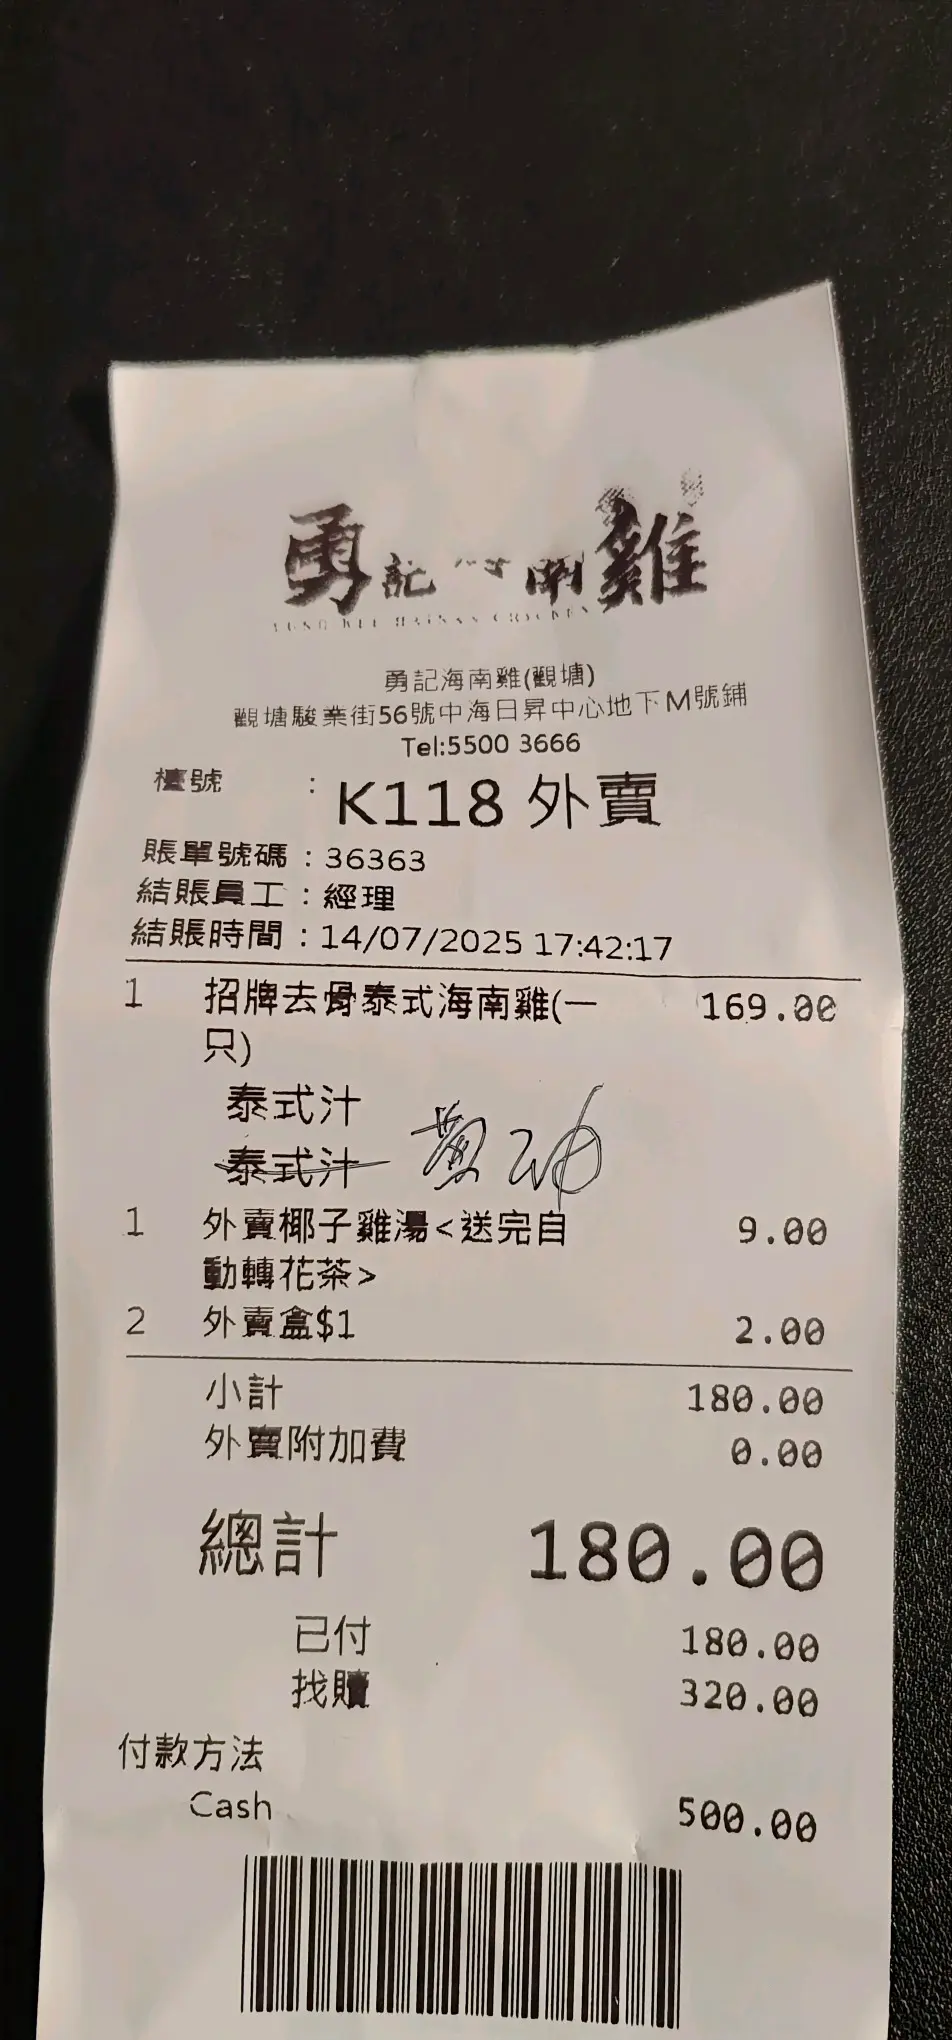 勇記海南雞
YUNG KEE HAINAN CHICKEN
勇記海南雞(觀塘)
觀塘駿業街56號中海日昇中心地下M號鋪
Tel:5500 3666
檯號 : K118 外賣
賬單號碼 : 36363
結賬員工 : 經理
結賬時間 : 14/07/2025 17:42:17
1 招牌去骨泰式海南雞(一 169.00
只)
泰式汁
泰式汁
1 外賣椰子雞湯<送完自 9.00
動轉花茶>
2 外賣盒$1 2.00
小計 180.00
外賣附加費 0.00
總計 180.00
已付 180.00
找贖 320.00
付款方法
Cash 500.00